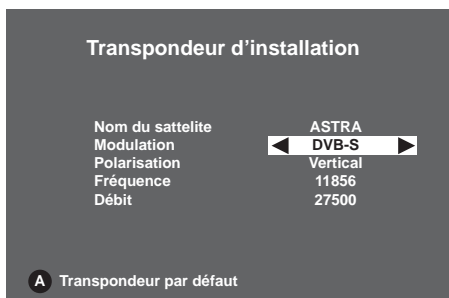 Transpondeur d’installation
Nom du sattelite ASTRA
Modulation DVB-S
Polarisation Vertical
Fréquence 11856
Débit 27500
A Transpondeur par défaut